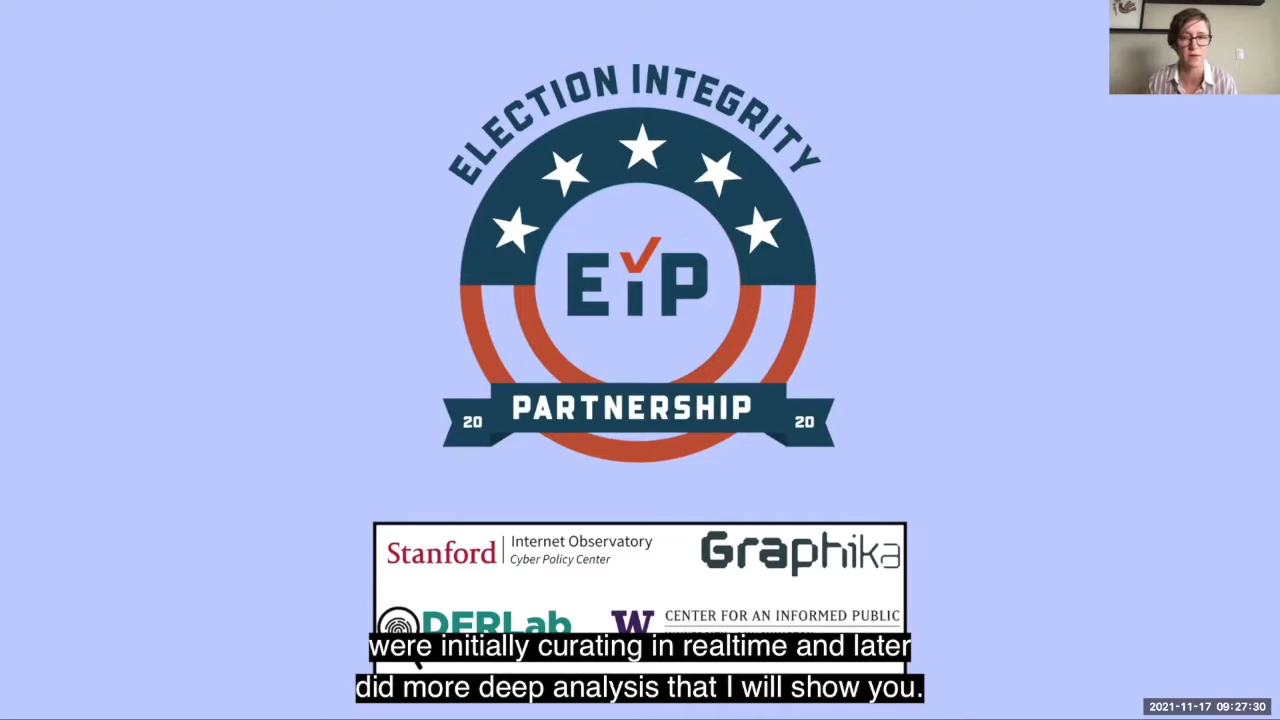 ELECTION INTEGRITY
EIP
20 PARTNERSHIP 20
Stanford Internet Observatory
Cyber Policy Center
Graphika
DFRLab
W CENTER FOR AN INFORMED PUBLIC
were initially curating in realtime and later
did more deep analysis that I will show you.
2021-11-17 09:27:30